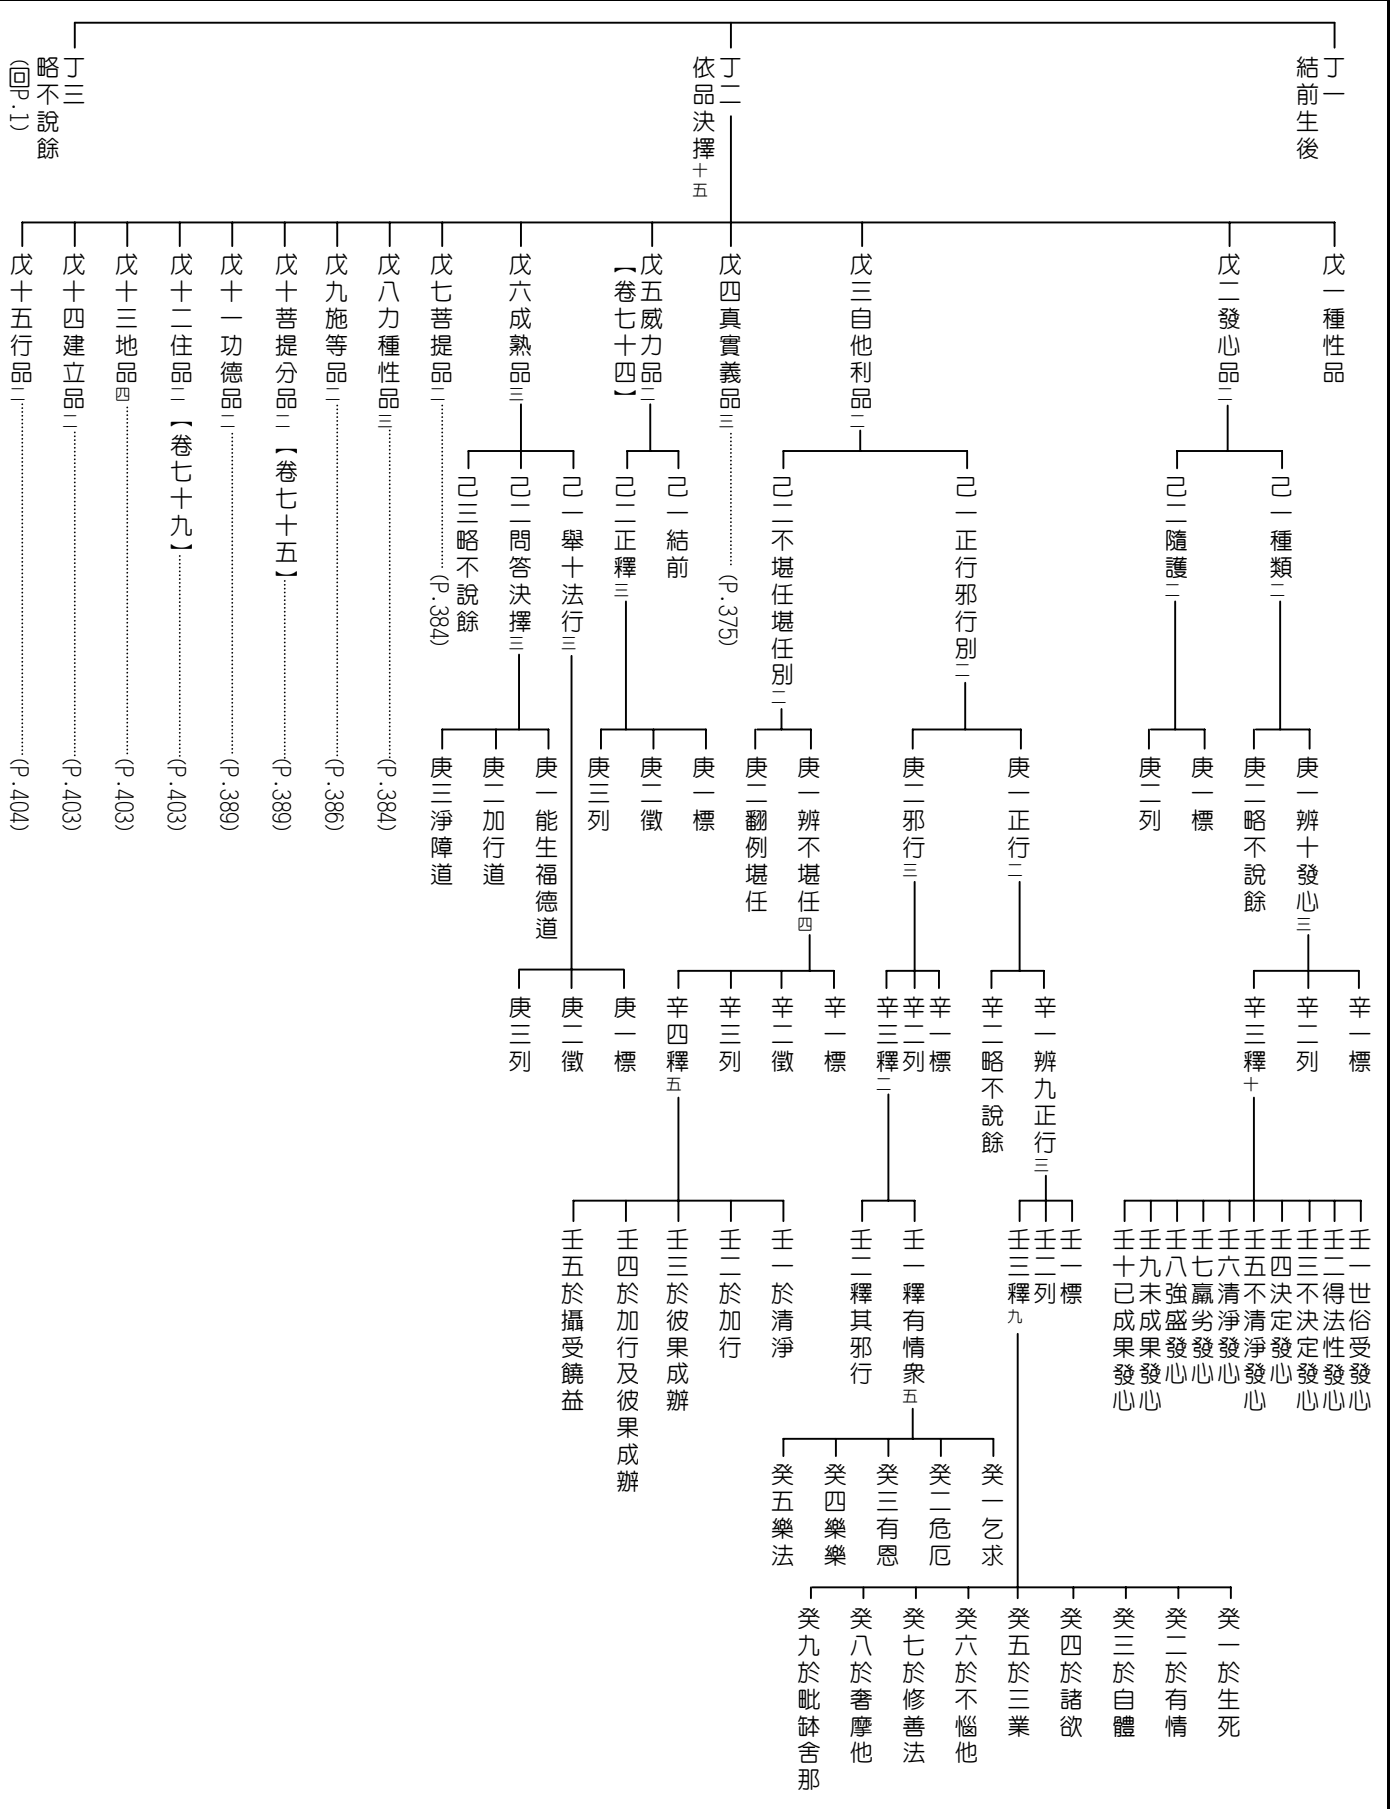 丁一
結前生後
丁二
依品決擇十五
丁三
略不說餘
(回P.1)
戊一種性品
戊二發心品二
戊三自他利品二
戊四真實義品三 (P.375)
戊五威力品二
【卷七十四】
戊六成熟品三
戊七菩提品二 (P.384)
戊八力種性品三 (P.384)
戊九施等品二 (P.386)
戊十菩提分品二【卷七十五】 (P.389)
戊十一功德品二 (P.389)
戊十二住品二【卷七十九】 (P.403)
戊十三地品四 (P.403)
戊十四建立品二 (P.403)
戊十五行品二 (P.404)
己一種類二
己二隨護二
己一正行邪行別二
己二不堪任堪任別二
己一結前
己二正釋三
己一舉十法行三
己二問答決擇三
己三略不說餘
庚一辨十發心三
庚二略不說餘
庚一標
庚二列
庚一正行二
庚二邪行三
庚一辨不堪任四
庚二翻例堪任
庚一標
庚二徵
庚三列
庚一能生福德道
庚二加行道
庚三淨障道
辛一標
辛二列
辛三釋十
辛一辨九正行三
辛二略不說餘
辛一標
辛二列
辛三釋二
辛一標
辛二徵
辛三列
辛四釋五
庚一標
庚二徵
庚三列
壬一世俗受發心
壬二得法性發心
壬三不決定發心
壬四決定發心
壬五不清淨發心
壬六清淨發心
壬七羸劣發心
壬八強盛發心
壬九未成果發心
壬十已成果發心
壬一標
壬二列
壬三釋九
壬一釋有情眾五
壬二釋其邪行
壬一於清淨
壬二於加行
壬三於彼果成辦
壬四於加行及彼果成辦
壬五於攝受饒益
癸一乞求
癸二危厄
癸三有恩
癸四樂樂
癸五樂法
癸一於生死
癸二於有情
癸三於自體
癸四於諸欲
癸五於三業
癸六於不惱他
癸七於修善法
癸八於奢摩他
癸九於毗缽舍那